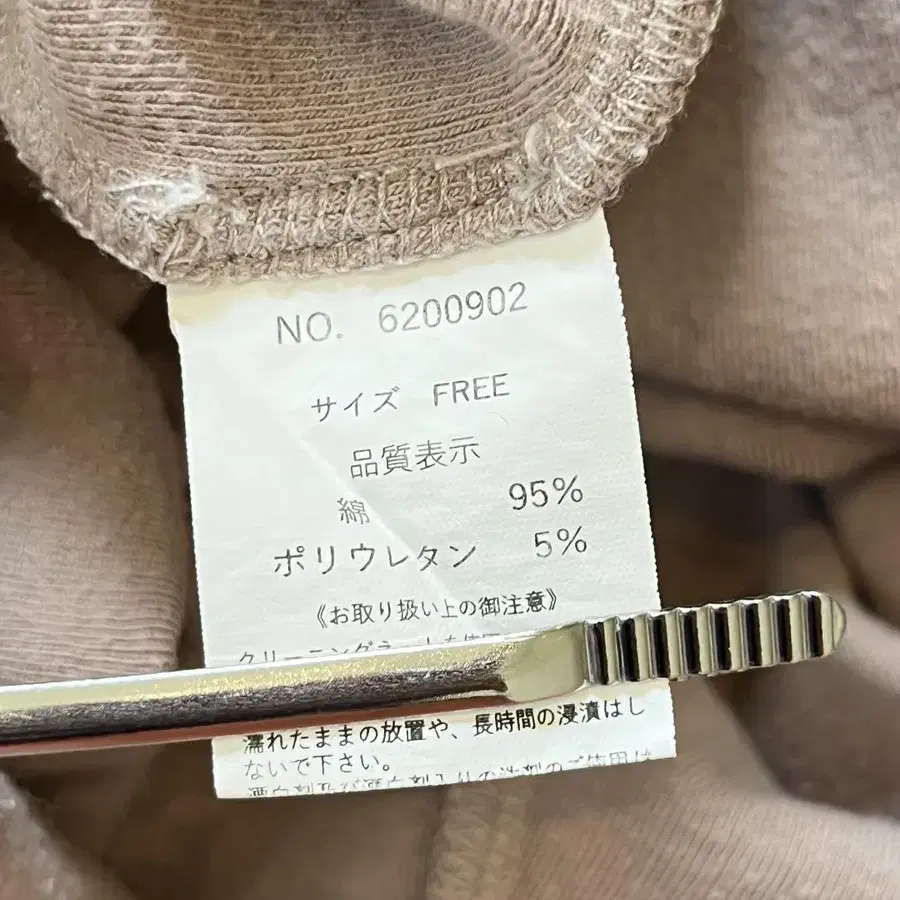 NO. 6200902
サイズ FREE
品質表示
綿 95%
ポリウレタン 5%
《お取り扱い上の御注意》
濡れたままの放置や、長時間の浸漬はし
ないで下さい。